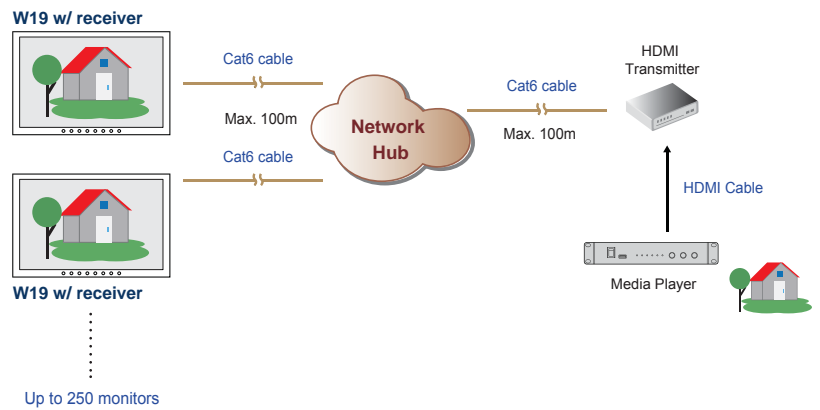 W19 w/ receiver
Cat6 cable
Max. 100m
Cat6 cable
W19 w/ receiver
Up to 250 monitors
Network
Hub
Cat6 cable
Max. 100m
HDMI
Transmitter
HDMI Cable
Media Player